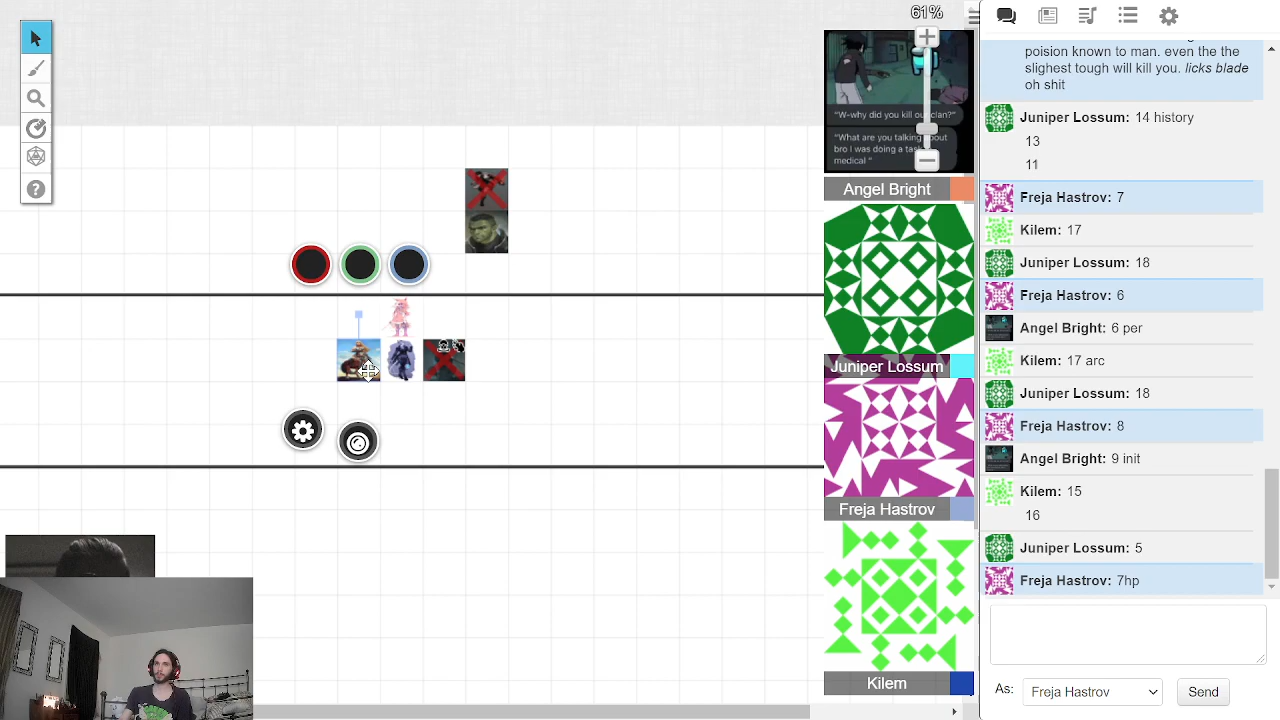 61%
"W-why did you kill our clan?"
"What are you talking about
bro I was doing a task
medical "
Angel Bright
Juniper Lossum
Freja Hastrov
Kilem
poision known to man. even the the
slighest tough will kill you. licks blade
oh shit
Juniper Lossum: 14 history
13
11
Freja Hastrov: 7
Kilem: 17
Juniper Lossum: 18
Freja Hastrov: 6
Angel Bright: 6 per
Kilem: 17 arc
Juniper Lossum: 18
Freja Hastrov: 8
Angel Bright: 9 init
Kilem: 15
16
Juniper Lossum: 5
Freja Hastrov: 7hp
As:
Freja Hastrov
Send